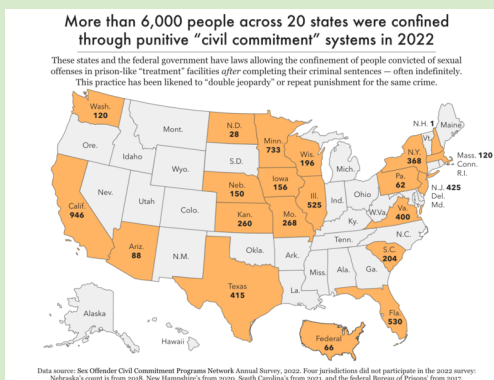 More than 6,000 people across 20 states were confined
through punitive “civil commitment” systems in 2022
These states and the federal government have laws allowing the confinement of people convicted of sexual
offenses in prison-like “treatment” facilities after completing their criminal sentences — often indefinitely.
This practice has been likened to “double jeopardy” or repeat punishment for the same crime.
Wash.
120
Mont.
N.D.
28
Minn.
733
N.H. 1
Maine
Vt.
Ore.
Idaho
S.D.
Wis.
196
Mich.
N.Y.
368
Mass. 120
Conn.
R.I.
Wyo.
Neb.
150
Iowa
156
Pa.
62
N.J. 425
Del.
Md.
Nev.
Utah
Colo.
Ill.
525
Ind.
Ohio
W.Va.
Va.
400
Calif.
946
Kan.
260
Mo.
268
Ky.
N.C.
Tenn.
Ariz.
88
N.M.
Okla.
Ark.
S.C.
204
Miss.
Ala.
Ga.
Texas
415
La.
Alaska
Hawaii
Fla.
530
Federal
66
Data source: Sex Offender Civil Commitment Programs Network Annual Survey, 2022. Four jurisdictions did not participate in the 2022 survey:
Nebraska's count is from 2018, New Hampshire's from 2020, South Carolina's from 2021, and the federal Bureau of Prisons' from 2017.